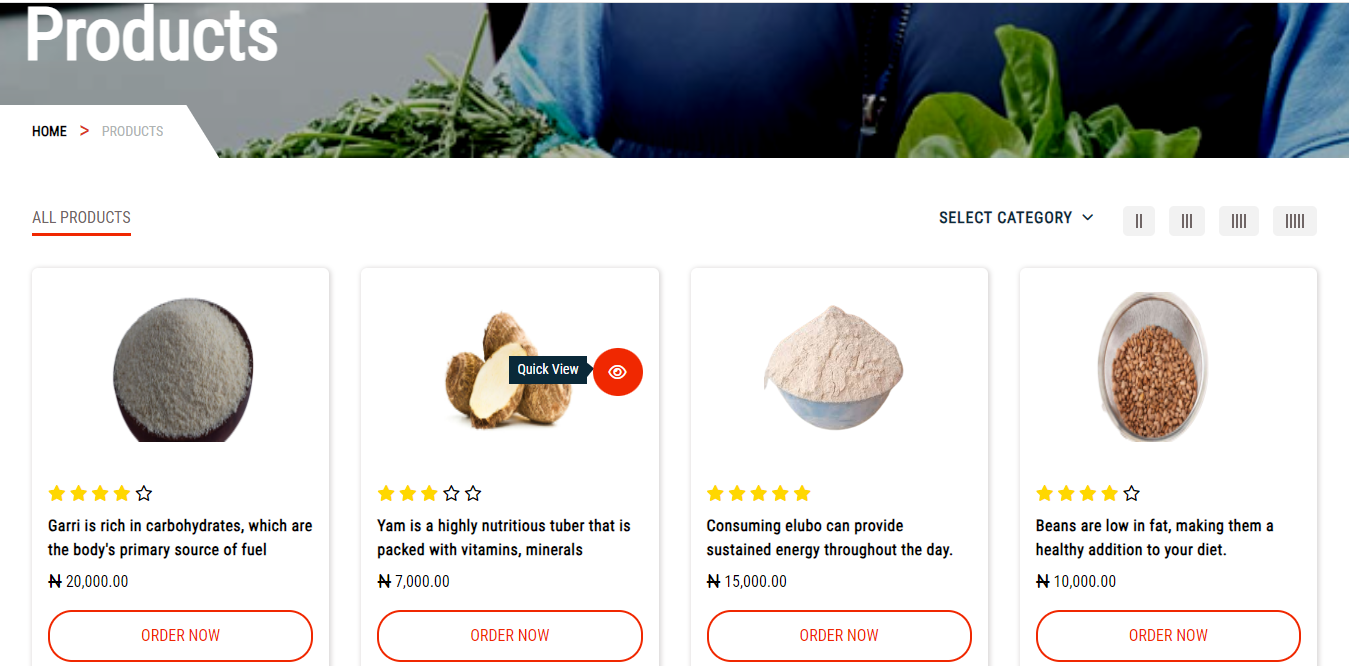 Products
HOME > PRODUCTS
ALL PRODUCTS
SELECT CATEGORY
Quick View
Garri is rich in carbohydrates, which are
the body's primary source of fuel
₦ 20,000.00
ORDER NOW
Yam is a highly nutritious tuber that is
packed with vitamins, minerals
₦ 7,000.00
ORDER NOW
Consuming elubo can provide
sustained energy throughout the day.
₦ 15,000.00
ORDER NOW
Beans are low in fat, making them a
healthy addition to your diet.
₦ 10,000.00
ORDER NOW